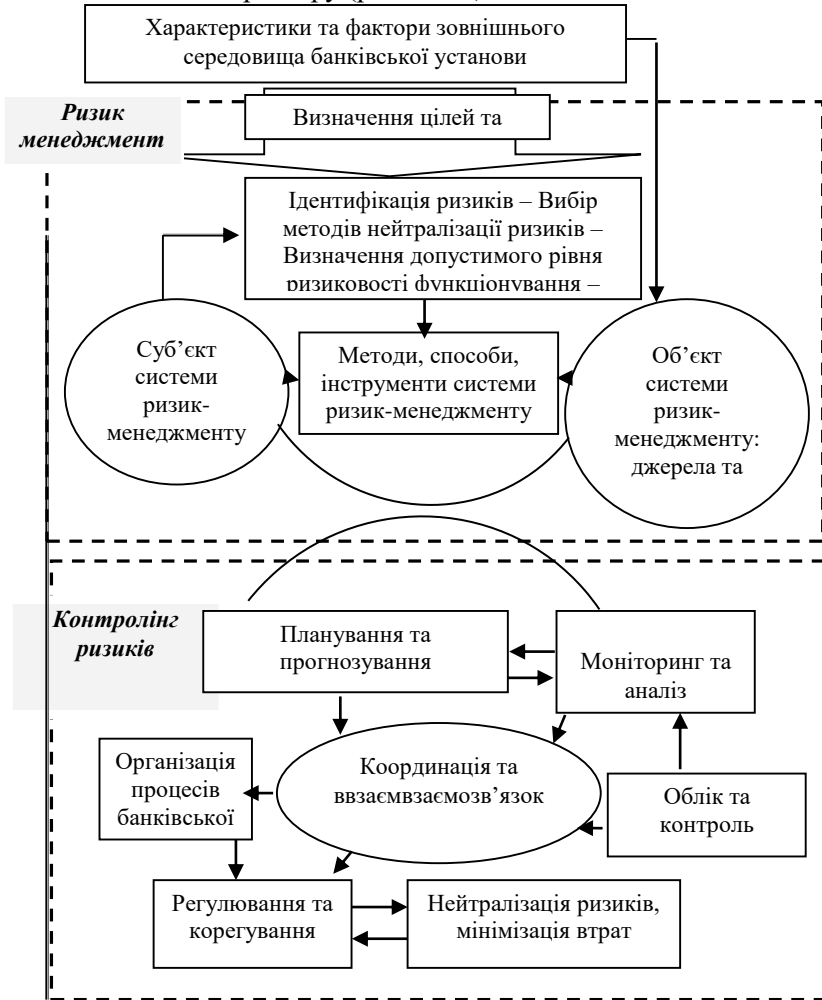 Характеристики та фактори зовнішнього
середовища банківської установи
Ризик
менеджмент
Визначення цілей та
Ідентифікація ризиків – Вибір
методів нейтралізації ризиків –
Визначення допустимого рівня
ризиковості функціонування –
Суб’єкт
системи
ризик-
менеджменту
Методи, способи,
інструменти системи
ризик-менеджменту
Об’єкт
системи
ризик-
менеджменту:
джерела та
Контролінг
ризиків
Планування та
прогнозування
Моніторинг та
аналіз
Організація
процесів
банківської
Координація та
ввзаємвзаємозв’язок
Облік та
контроль
Регулювання та
корегування
Нейтралізація ризиків,
мінімізація втрат